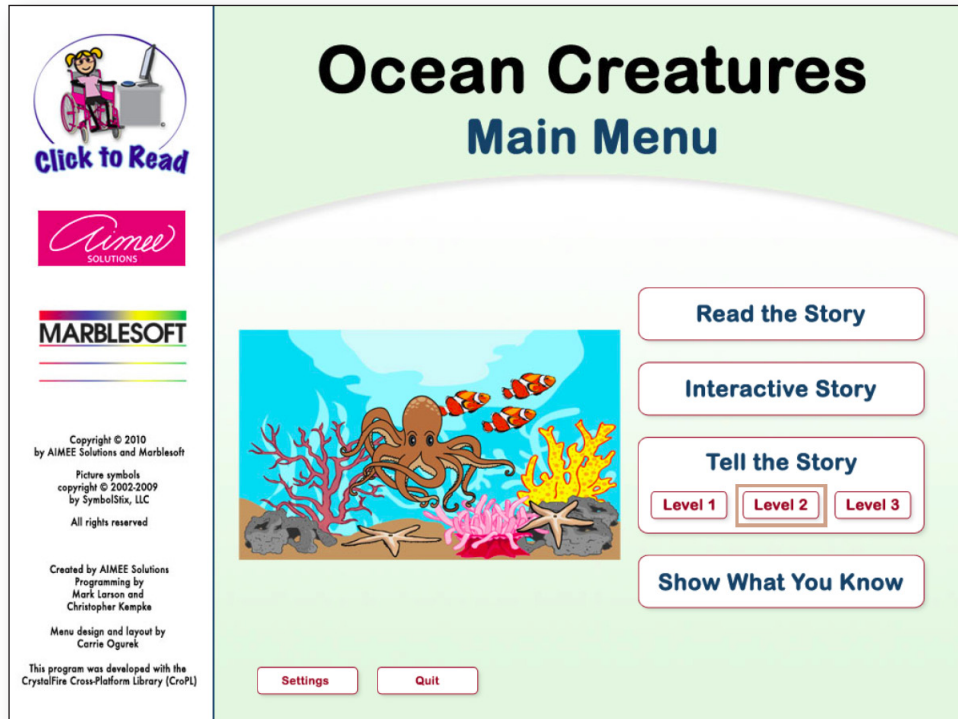 Click to Read
Aimee
SOLUTIONS
MARBLESOFT
Copyright © 2010
by AIMEE Solutions and Marblesoft
Picture symbols
copyright © 2002-2009
by SymbolStix, LLC
All rights reserved
Created by AIMEE Solutions
Programming by
Mark Larson and
Christopher Kempke
Menu design and layout by
Carrie Ogurek
This program was developed with the
CrystalFire Cross-Platform Library (CroPL)
Ocean Creatures
Main Menu
Read the Story
Interactive Story
Tell the Story
Level 1 Level 2 Level 3
Show What You Know
Settings Quit